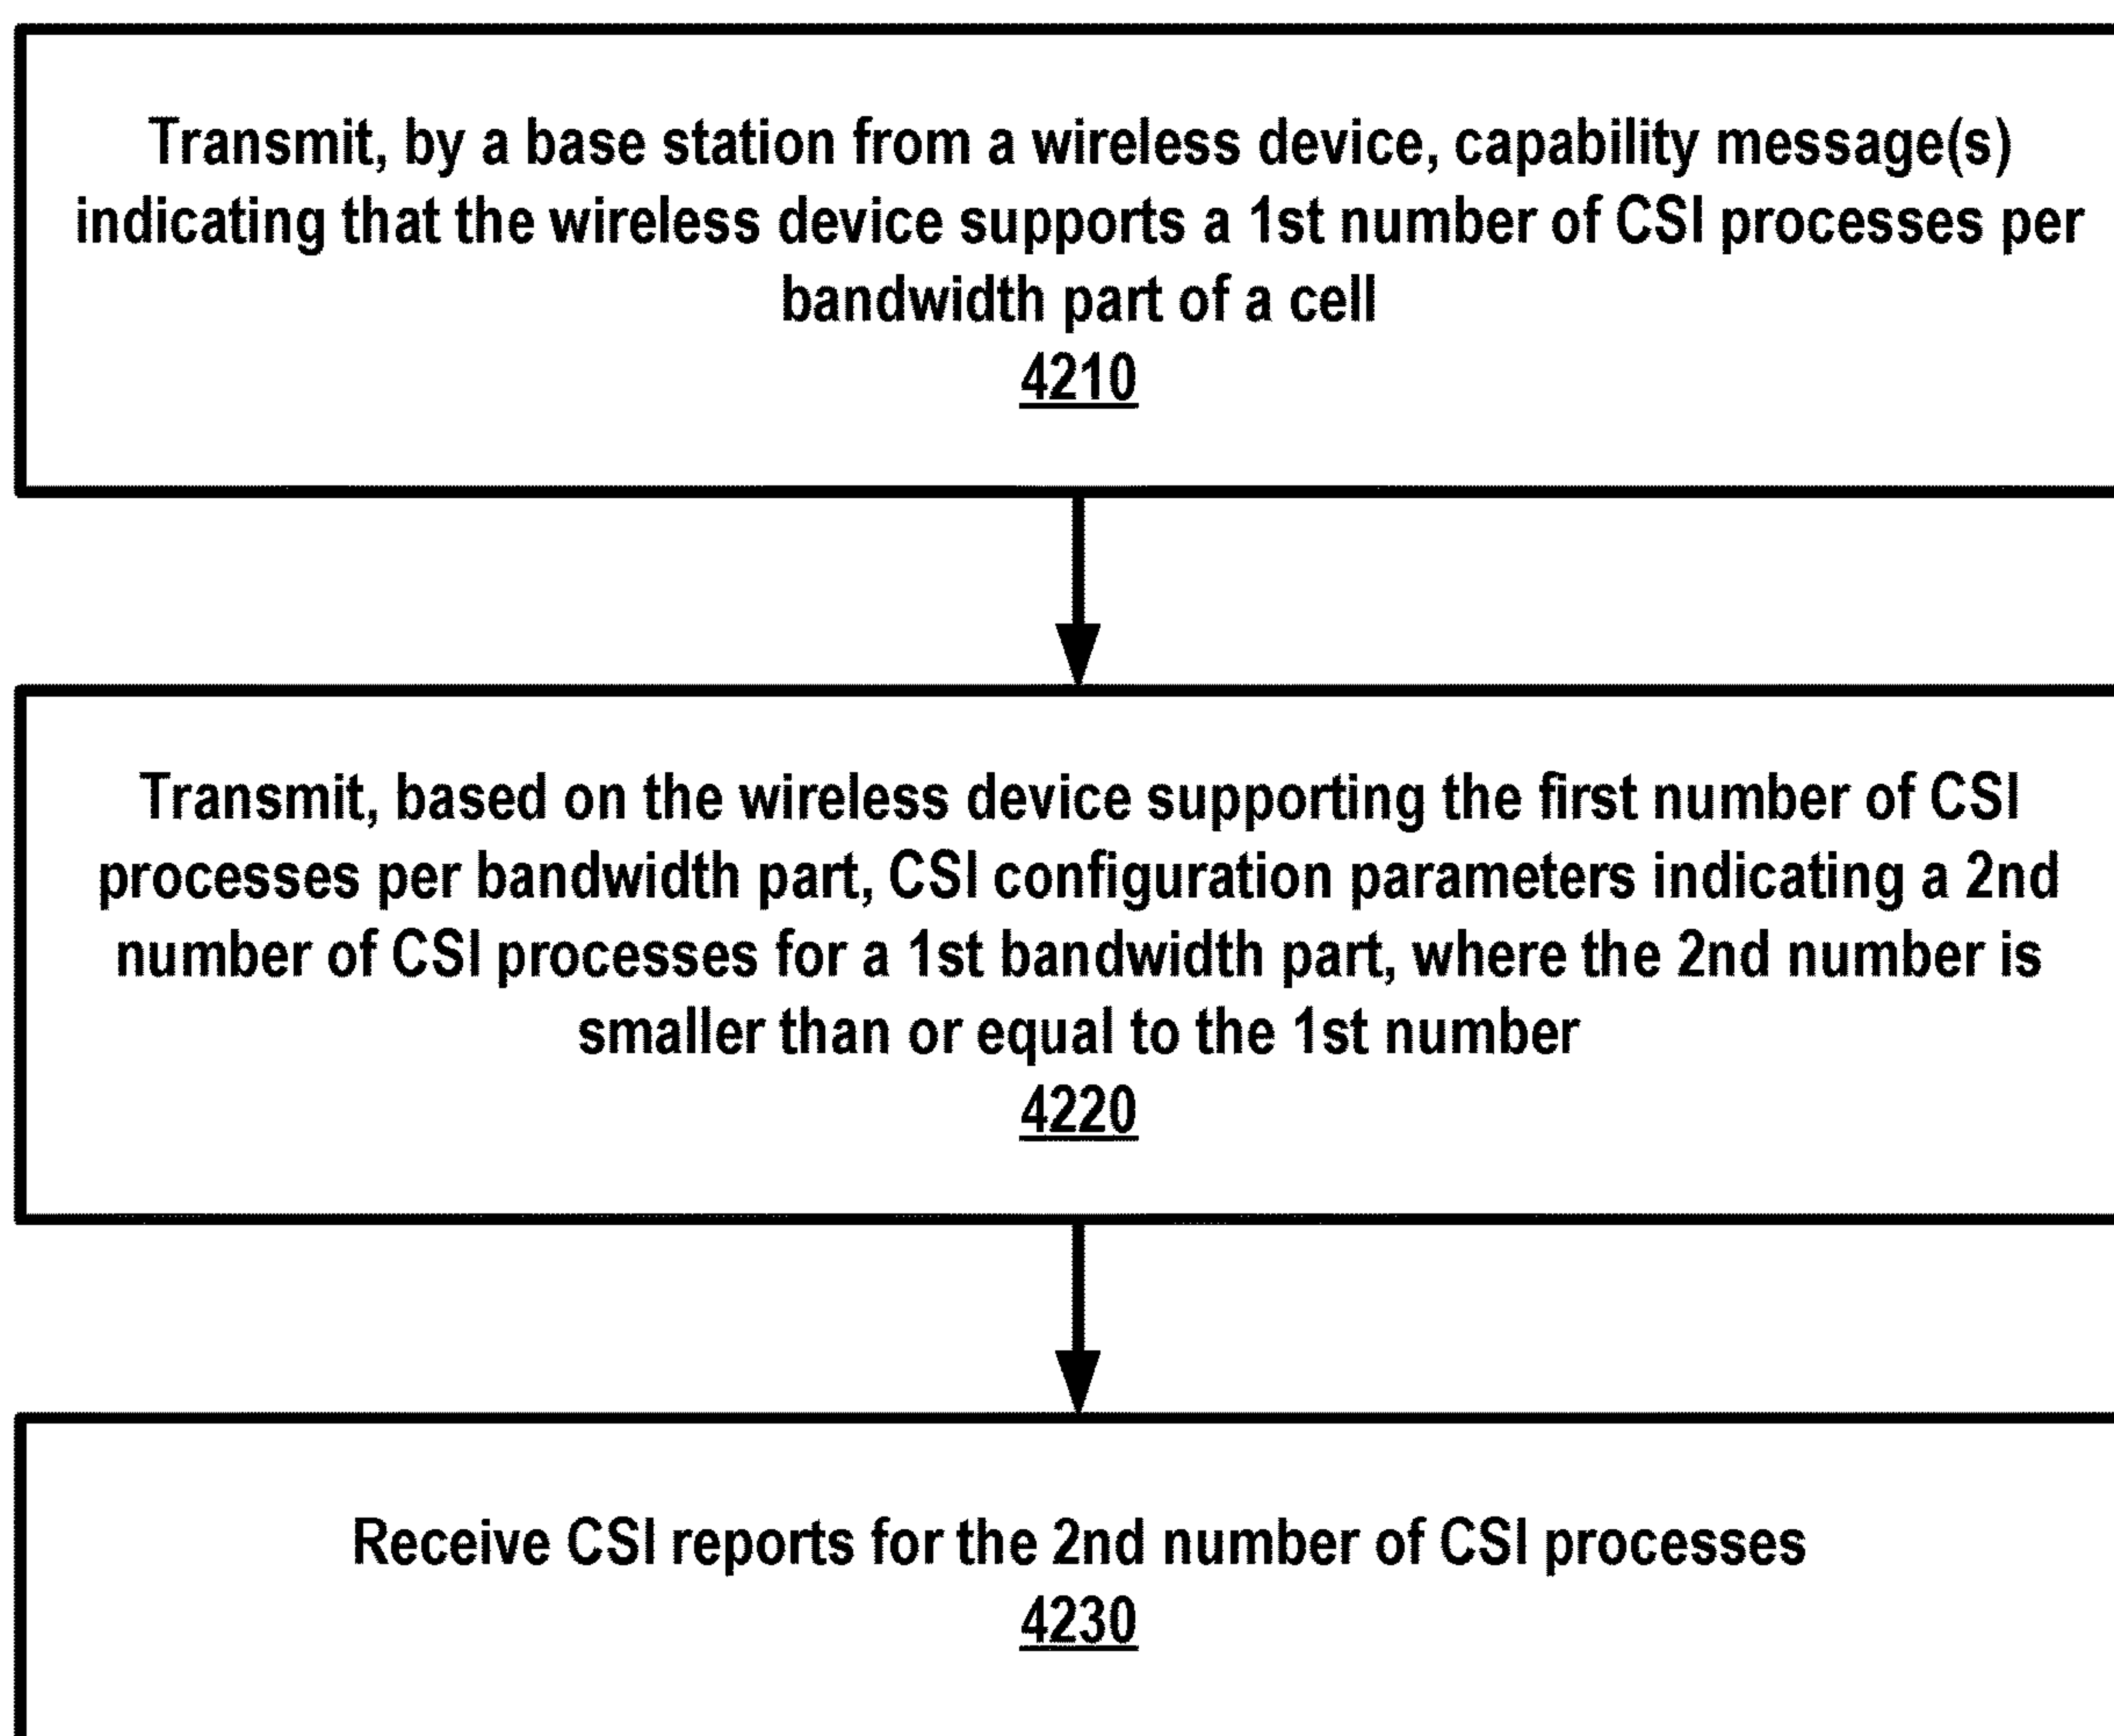 Transmit, by a base station from a wireless device, capability message(s)
indicating that the wireless device supports a 1st number of CSI processes per
bandwidth part of a cell
4210
Transmit, based on the wireless device supporting the first number of CSI
processes per bandwidth part, CSI configuration parameters indicating a 2nd
number of CSI processes for a 1st bandwidth part, where the 2nd number is
smaller than or equal to the 1st number
4220
Receive CSI reports for the 2nd number of CSI processes
4230